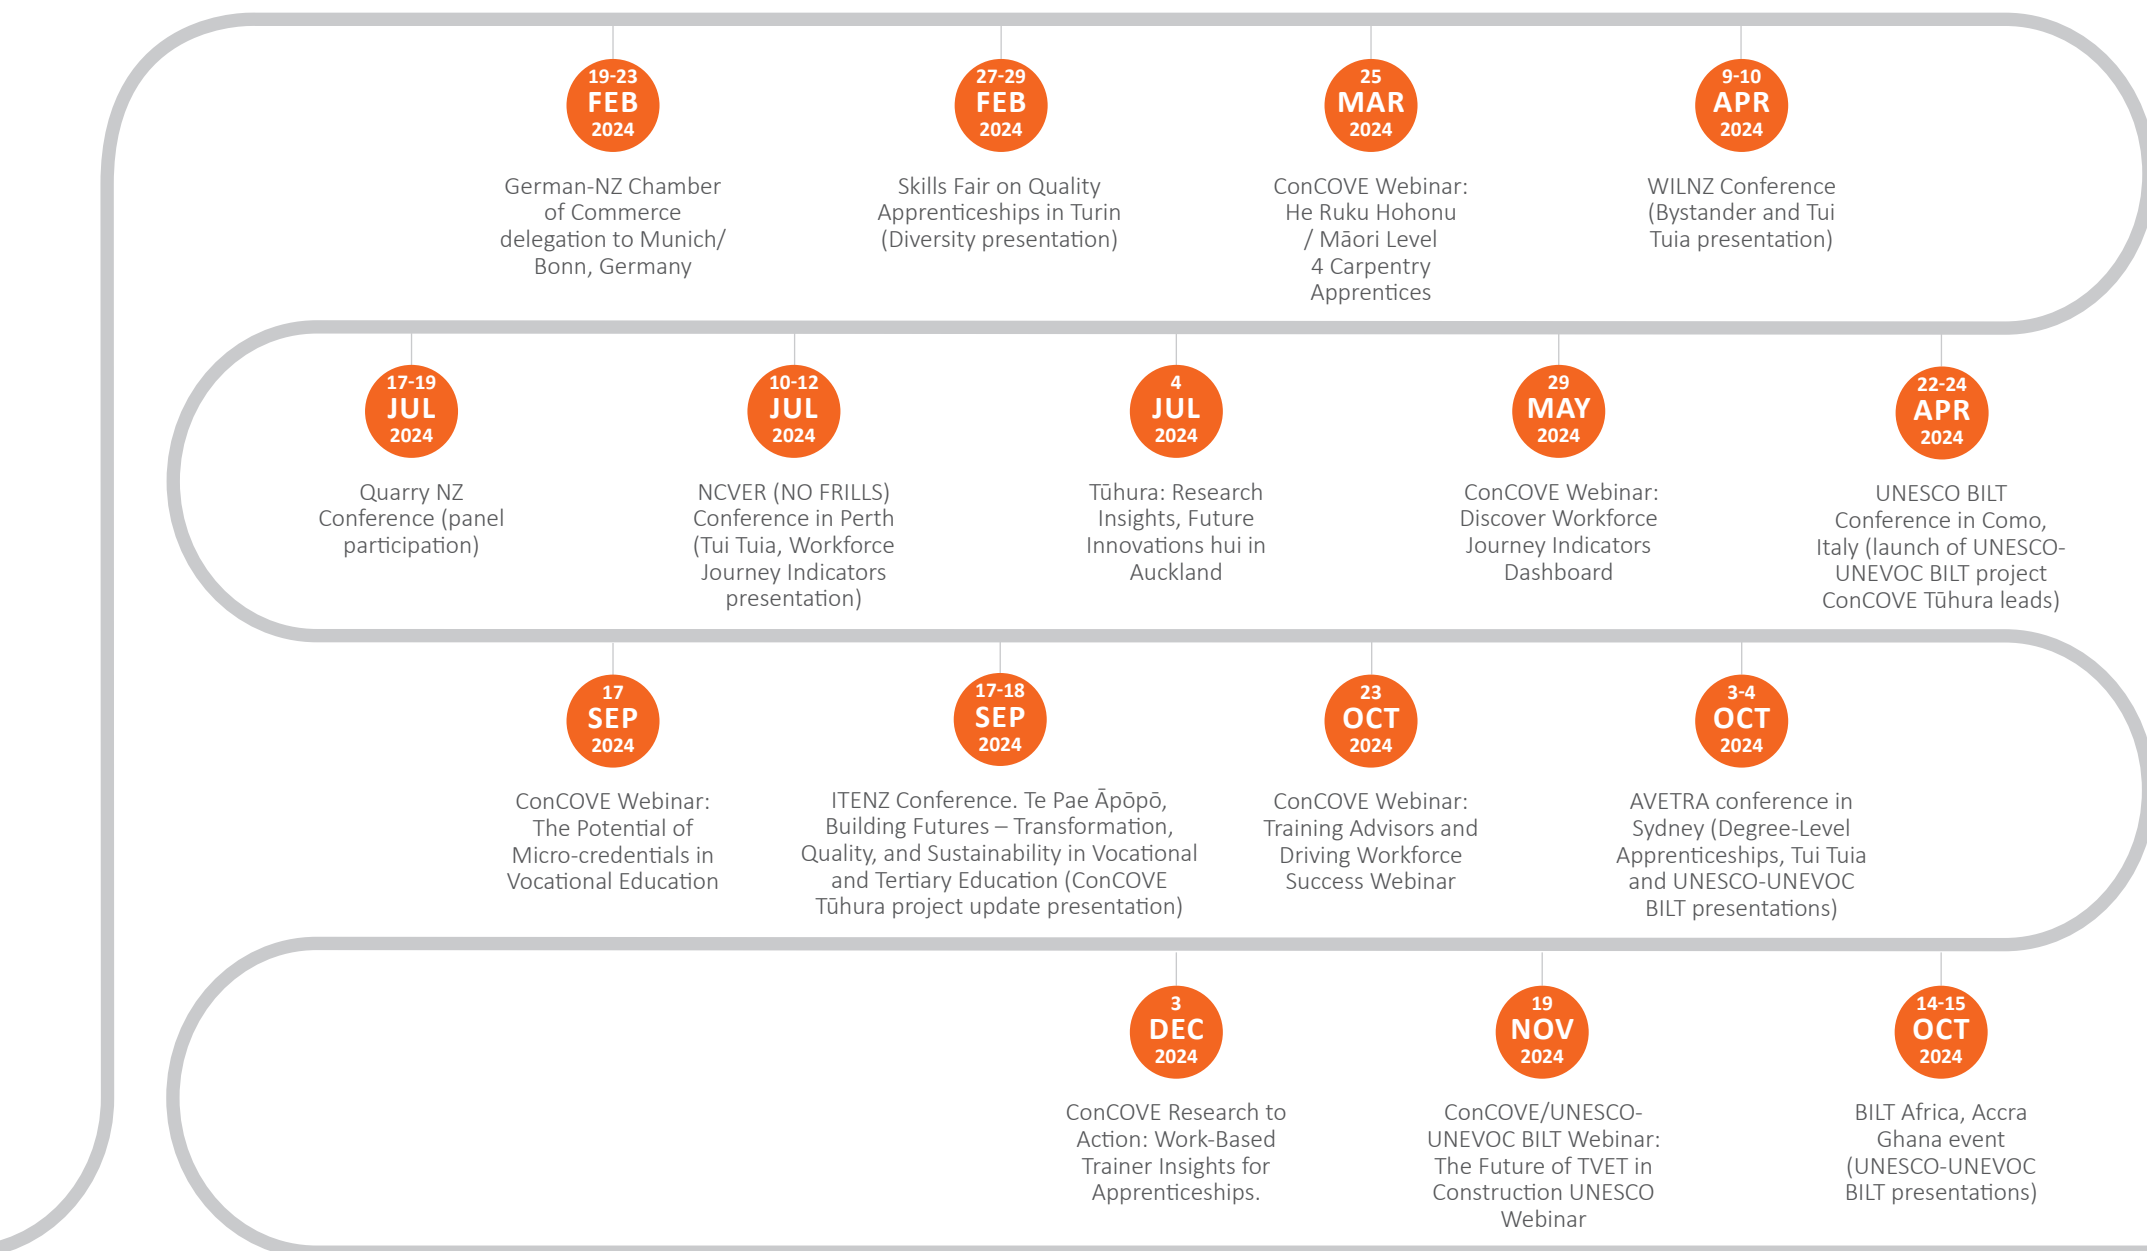 19-23
FEB
2024
German-NZ Chamber
of Commerce
delegation to Munich/
Bonn, Germany
27-29
FEB
2024
Skills Fair on Quality
Apprenticeships in Turin
(Diversity presentation)
25
MAR
2024
ConCOVE Webinar:
He Ruku Hohonu
/ Māori Level
4 Carpentry
Apprentices
9-10
APR
2024
WILNZ Conference
(Bystander and Tui
Tuia presentation)
17-19
JUL
2024
Quarry NZ
Conference (panel
participation)
10-12
JUL
2024
NCVER (NO FRILLS)
Conference in Perth
(Tui Tuia, Workforce
Journey Indicators
presentation)
4
JUL
2024
Tūhura: Research
Insights, Future
Innovations hui in
Auckland
29
MAY
2024
ConCOVE Webinar:
Discover Workforce
Journey Indicators
Dashboard
22-24
APR
2024
UNESCO BILT
Conference in Como,
Italy (launch of UNESCO-
UNEVOC BILT project
ConCOVE Tūhura leads)
17
SEP
2024
ConCOVE Webinar:
The Potential of
Micro-credentials in
Vocational Education
17-18
SEP
2024
ITENZ Conference. Te Pae Āpōpō,
Building Futures – Transformation,
Quality, and Sustainability in Vocational
and Tertiary Education (ConCOVE
Tūhura project update presentation)
23
OCT
2024
ConCOVE Webinar:
Training Advisors and
Driving Workforce
Success Webinar
3-4
OCT
2024
AVETRA conference in
Sydney (Degree-Level
Apprenticeships, Tui Tuia
and UNESCO-UNEVOC
BILT presentations)
3
DEC
2024
ConCOVE Research to
Action: Work-Based
Trainer Insights for
Apprenticeships.
19
NOV
2024
ConCOVE/UNESCO-
UNEVOC BILT Webinar:
The Future of TVET in
Construction UNESCO
Webinar
14-15
OCT
2024
BILT Africa, Accra
Ghana event
(UNESCO-UNEVOC
BILT presentations)